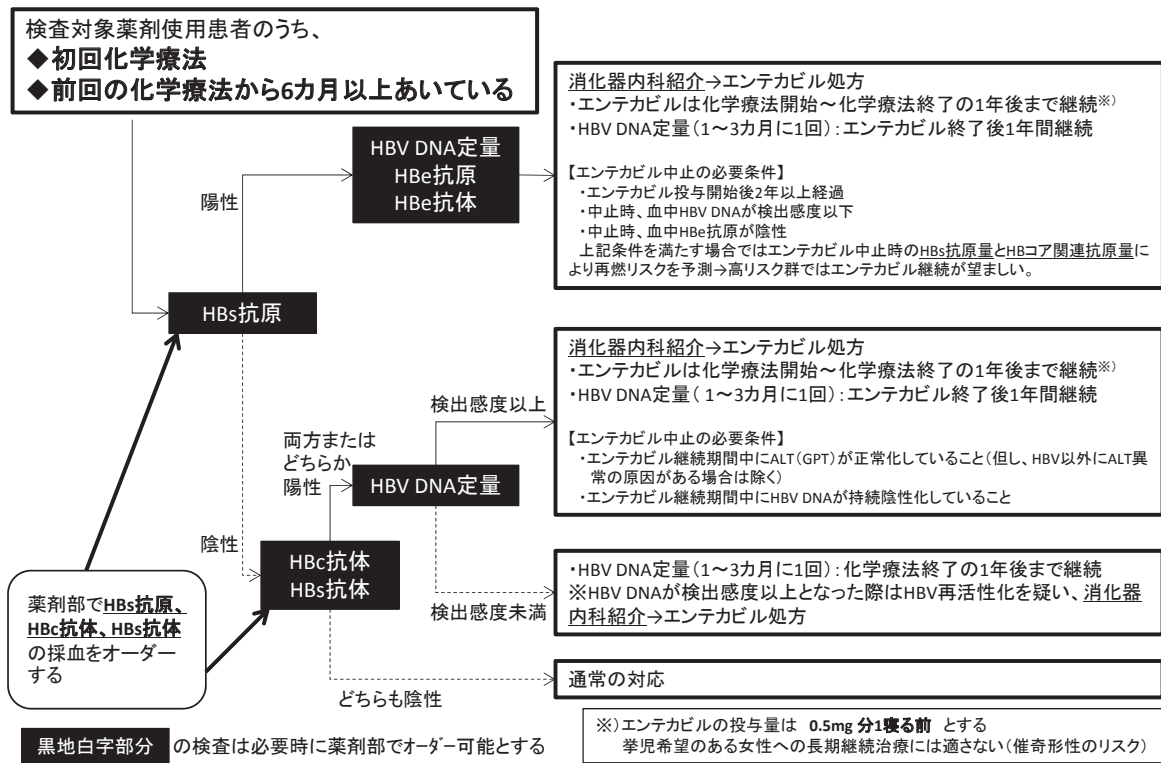 検査対象薬剤使用患者のうち、
◆初回化学療法
◆前回の化学療法から6カ月以上あいている
消化器内科紹介→エンテカビル処方
・エンテカビルは化学療法開始～化学療法終了の1年後まで継続※)
・HBV DNA定量(1～3カ月に1回)：エンテカビル終了後1年間継続
【エンテカビル中止の必要条件】
・エンテカビル投与開始後2年以上経過
・中止時、血中HBV DNAが検出感度以下
・中止時、血中HBe抗原が陰性
上記条件を満たす場合ではエンテカビル中止時のHBs抗原量とHBコア関連抗原量に
より再燃リスクを予測→高リスク群ではエンテカビル継続が望ましい。
HBV DNA定量
HBe抗原
HBe抗体
陽性
HBs抗原
消化器内科紹介→エンテカビル処方
・エンテカビルは化学療法開始～化学療法終了の1年後まで継続※)
・HBV DNA定量( 1～3カ月に1回)：エンテカビル終了後1年間継続
【エンテカビル中止の必要条件】
・エンテカビル継続期間中にALT(GPT)が正常化していること(但し、HBV以外にALT異
常の原因がある場合は除く)
・エンテカビル継続期間中にHBV DNAが持続陰性化していること
検出感度以上
両方または
どちらか
陽性
HBV DNA定量
陰性
HBc抗体
HBs抗体
検出感度未満
・HBV DNA定量(1～3カ月に1回)：化学療法終了の1年後まで継続
※HBV DNAが検出感度以上となった際はHBV再活性化を疑い、消化器
内科紹介→エンテカビル処方
薬剤部でHBs抗原、
HBc抗体、HBs抗体
の採血をオーダー
する
どちらも陰性
通常の対応
黒地白字部分 の検査は必要時に薬剤部でオーダー可能とする
※)エンテカビルの投与量は 0.5mg 分1寝る前 とする
挙児希望のある女性への長期継続治療には適さない(催奇形性のリスク)